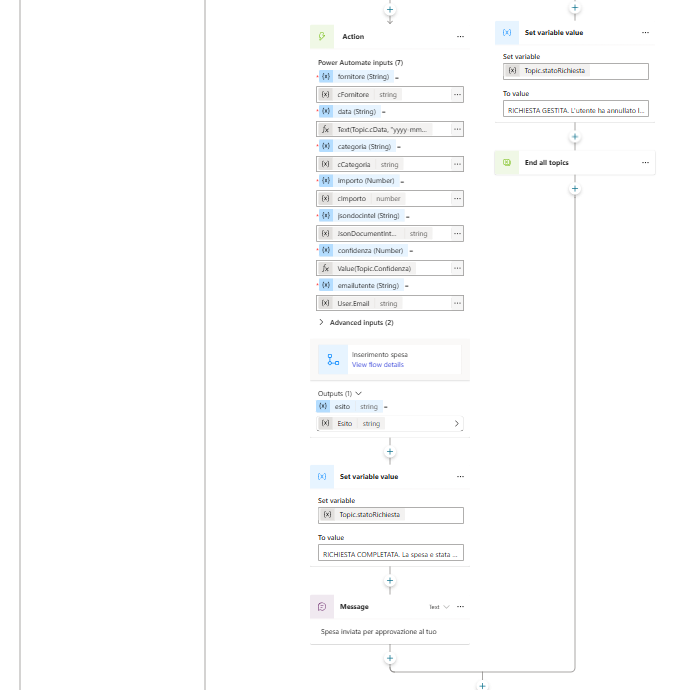 Action
Power Automate inputs (7)
* {x} fornitore (String) =
{x} cFornitore string
* {x} data (String) =
fx Text(Topic.cData, "yyyy-mm...
* {x} categoria (String) =
{x} cCategoria string
* {x} importo (Number) =
{x} cImporto number
* {x} jsondocintel (String) =
{x} JsonDocumentInt... string
* {x} confidenza (Number) =
fx Value(Topic.Confidenza)
* {x} emailutente (String) =
{x} User.Email string
Advanced inputs (2)
Inserimento spesa
View flow details
Outputs (1)
{x} esito string =
{x} Esito string
{x} Set variable value
Set variable
{x} Topic.statoRichiesta
To value
RICHIESTA COMPLETATA. La spesa e stata ...
Message Text
Spesa inviata per approvazione al tuo
{x} Set variable value
Set variable
{x} Topic.statoRichiesta
To value
RICHIESTA GESTITA. L'utente ha annullato l...
End all topics